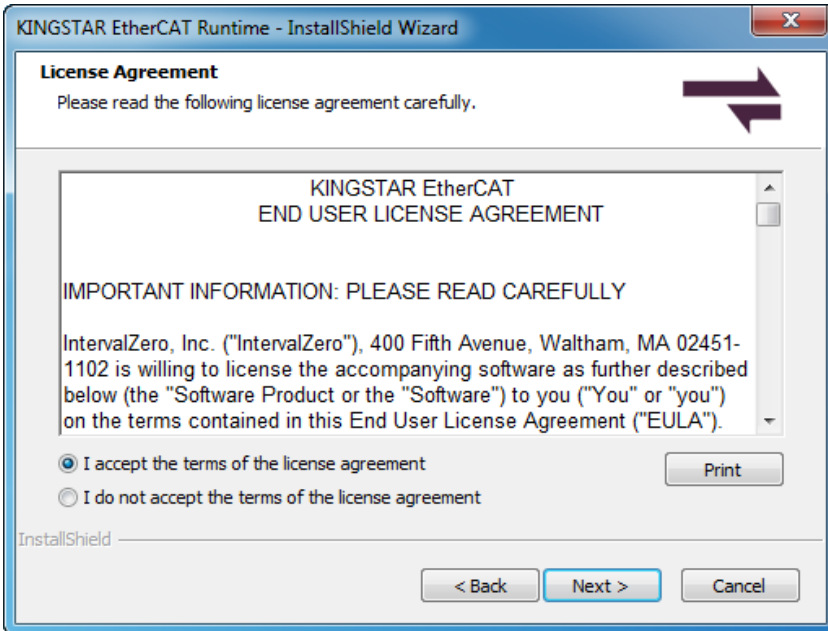 KINGSTAR EtherCAT Runtime - InstallShield Wizard
License Agreement
Please read the following license agreement carefully.
KINGSTAR EtherCAT
END USER LICENSE AGREEMENT
IMPORTANT INFORMATION: PLEASE READ CAREFULLY
IntervalZero, Inc. ("IntervalZero"), 400 Fifth Avenue, Waltham, MA 02451-
1102 is willing to license the accompanying software as further described
below (the "Software Product or the "Software") to you ("You" or "you")
on the terms contained in this End User License Agreement ("EULA").
I accept the terms of the license agreement
Print
I do not accept the terms of the license agreement
InstallShield
< Back
Next >
Cancel